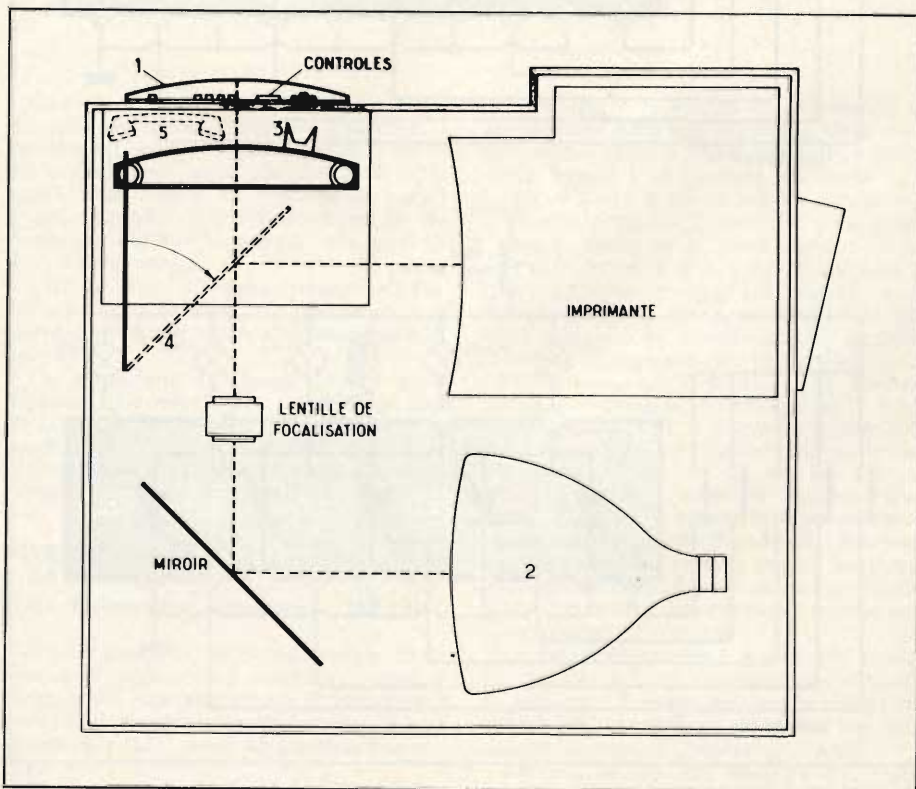 1
CONTROLES
5
3
4
IMPRIMANTE
LENTILLE DE
FOCALISATION
MIROIR
2